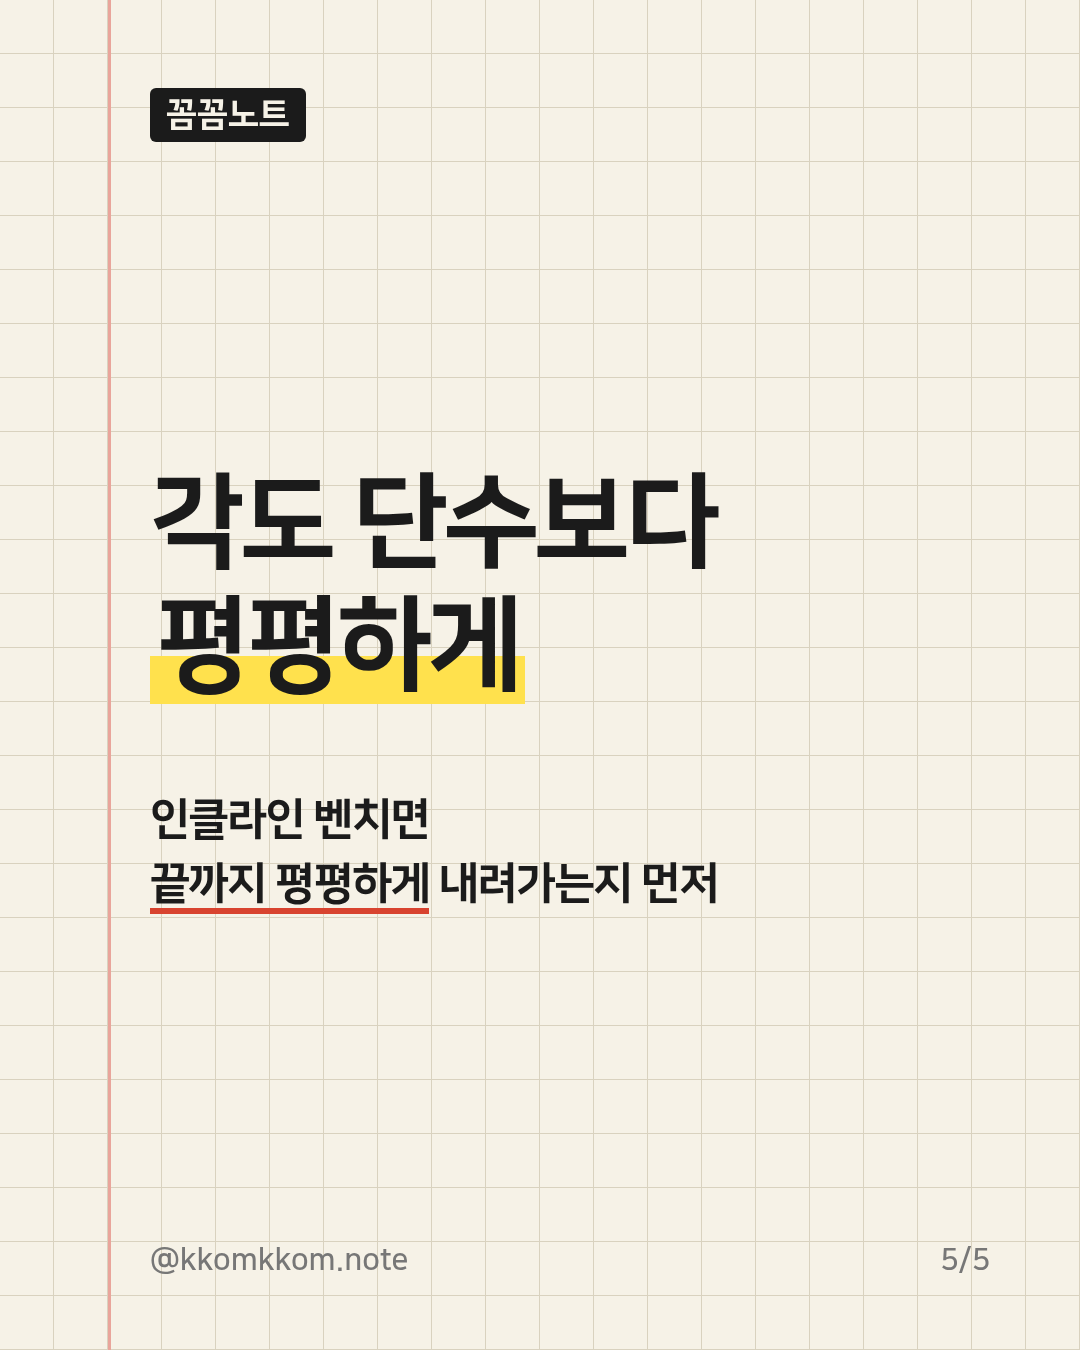 꼼꼼노트
각도 단수보다
평평하게
인클라인 벤치면
끝까지 평평하게 내려가는지 먼저
@kkomkkom.note
5/5